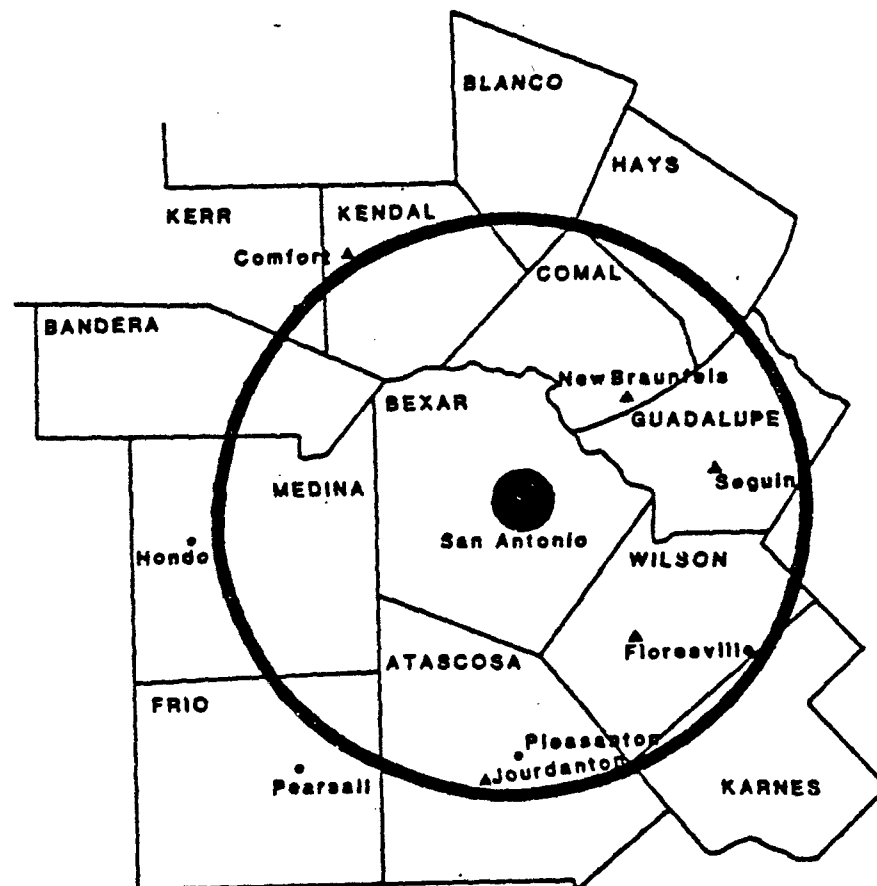 BLANCO
HAYS
KERR
KENDAL
Comfort
COMAL
BANDERA
New Braunfels
BEXAR
GUADALUPE
Seguin
MEDINA
San Antonio
Hondo
WILSON
Floresville
ATASCOSA
FRIO
Pleasanton
Jourdanton
Pearsall
KARNES